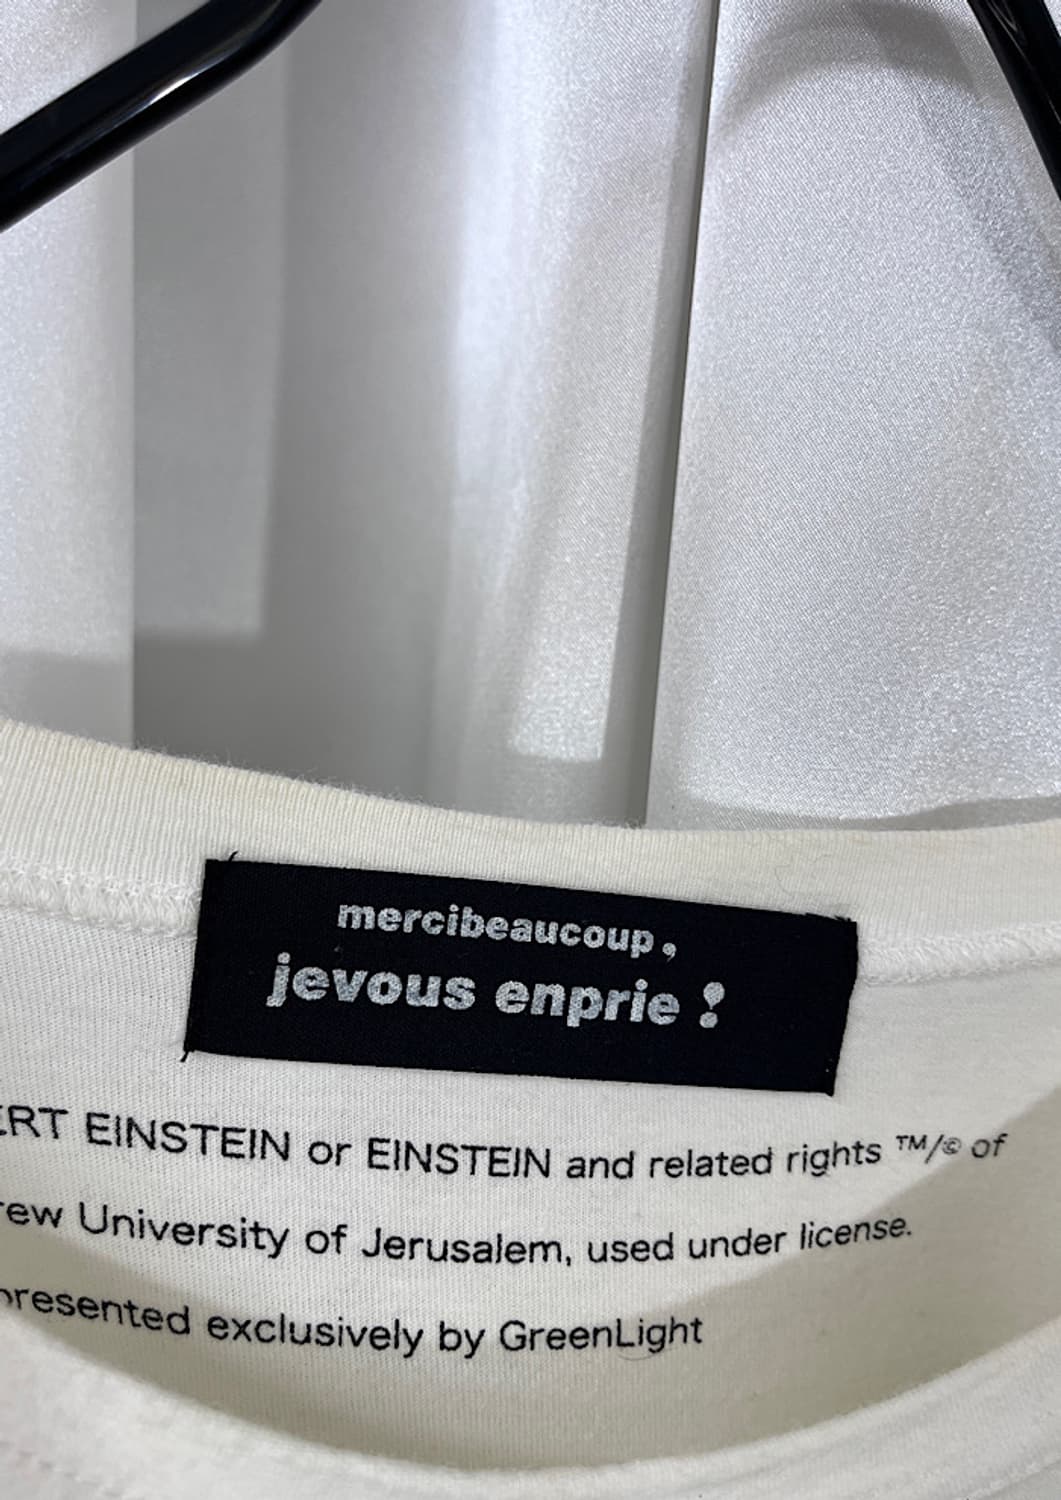 mercibeaucoup,
jevous enprie !
ERT EINSTEIN or EINSTEIN and related rights ™/© of
ew University of Jerusalem, used under license.
presented exclusively by GreenLight